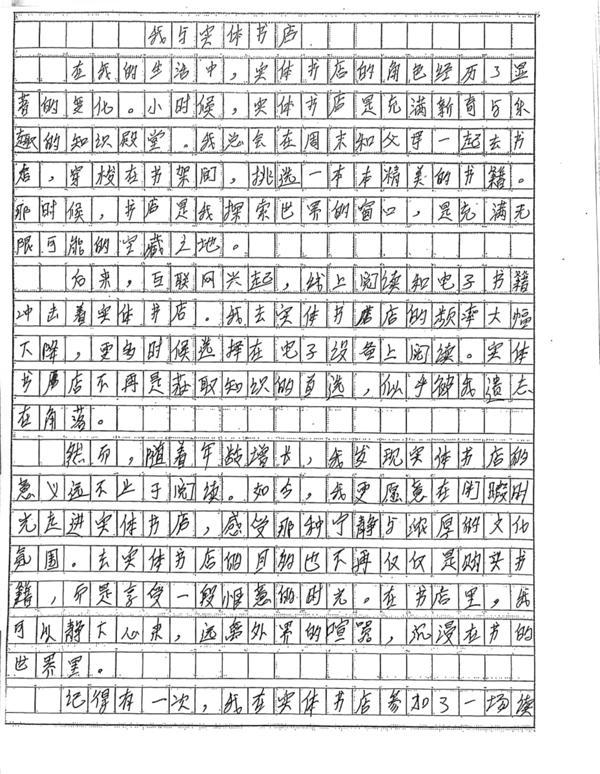 我与实体书店
在我的生活中，实体书店的角色经历了显
著的变化。小时候，实体书店是充满新奇与乐
趣的知识殿堂。我总会在周末和父母一起去书
店，穿梭在书架间，挑选一本本精美的书籍。
那时候，书店是我探索世界的窗口，是充满无
限可能的宝藏之地。
后来，互联网兴起，线上阅读和电子书籍
冲击着实体书店。我去实体书店的频率大幅
下降，更多时候选择在电子设备上阅读。实体
书店不再是获取知识的首选，似乎被我遗忘
在角落。
然而，随着年龄增长，我发现实体书店的
意义远不止于阅读。如今，我更愿意在闲暇时
光走进实体书店，感受那种宁静与浓厚的文化
氛围。去实体书店的目的也不再仅仅是购买书
籍，而是享受一段惬意的时光。在书店里，我
可以静下心来，远离外界的喧嚣，沉浸在书的
世界里。
记得有一次，我在实体书店参加了一场读